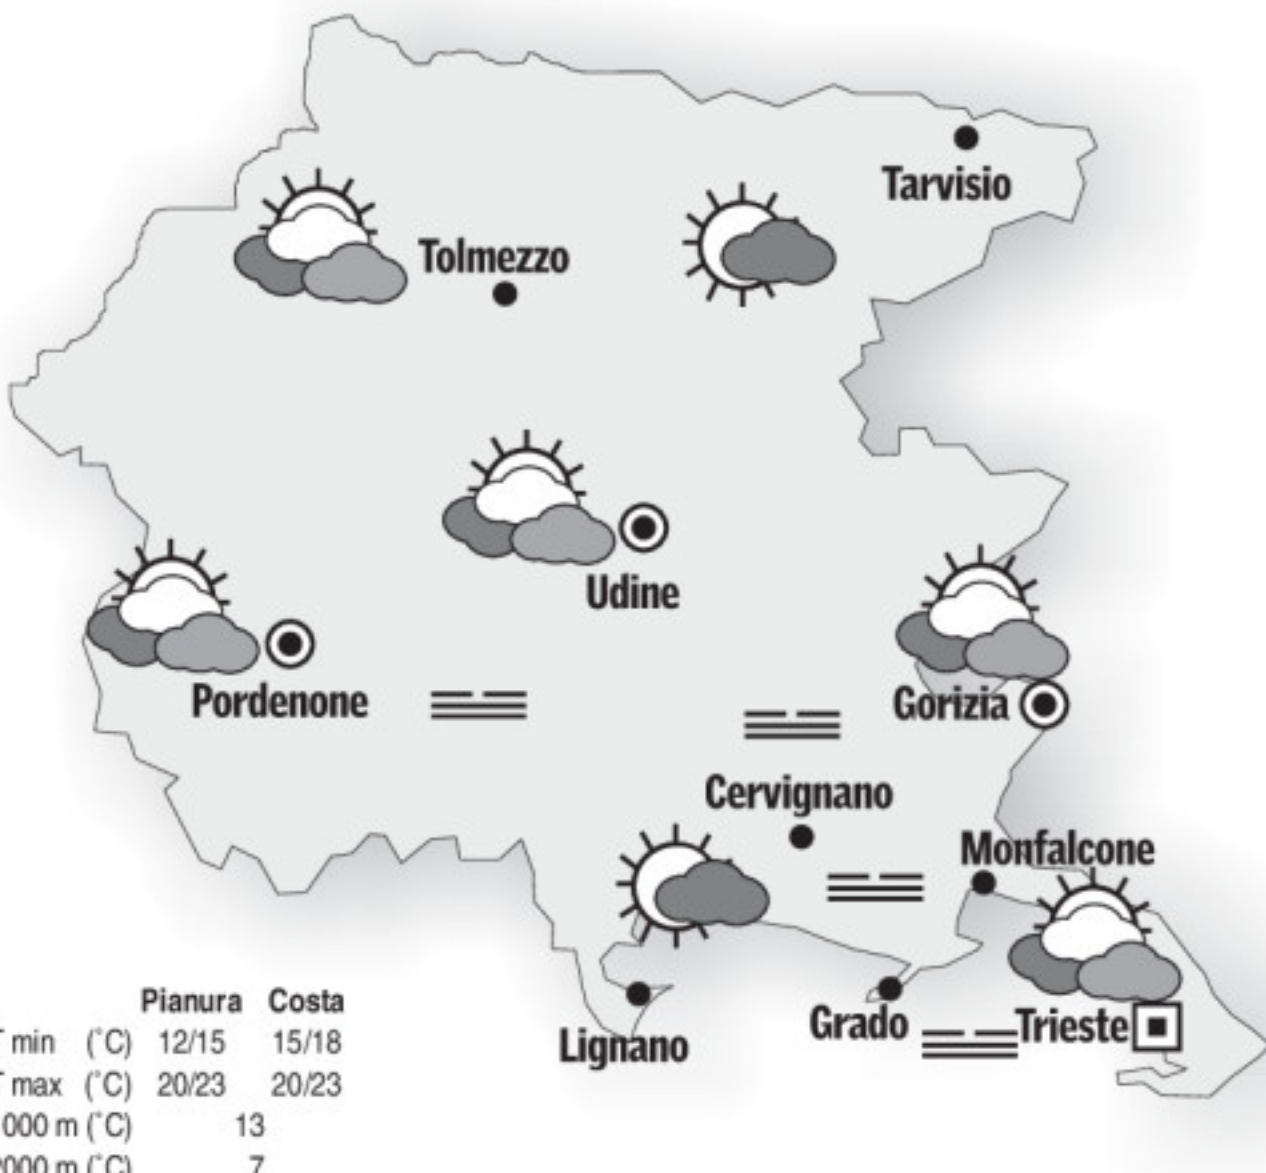 Tarvisio
Tolmezzo
Udine
Pordenone
Gorizia
Cervignano
Monfalcone
Grado
Trieste
Lignano
Pianura Costa
min (°C) 12/15 15/18
max (°C) 20/23 20/23
000 m (°C) 13
000 m (°C) 7